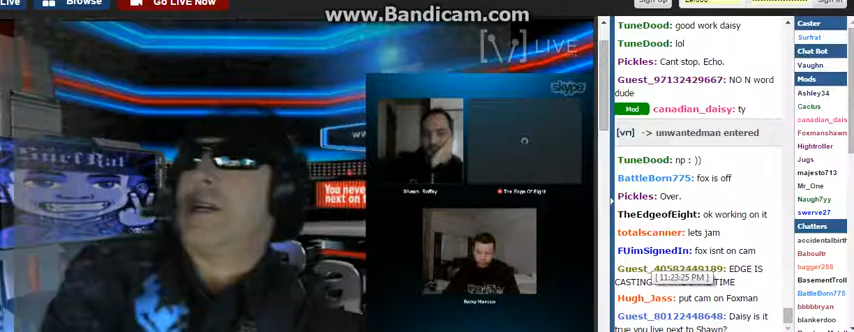 Live
Browse
Go LIVE Now
www.Bandicam.com
Sign Up
Sign In
[V] LIVE
skype
Shawn
The Edge Of Eight
You never
next on t
TuneDood: good work daisy
TuneDood: lol
Pickles: Cant stop. Echo.
Guest_97132429667: NO N word
dude
Mod canadian_daisy: ty
[vn] -> unwantedman entered
TuneDood: np : ))
BattleBorn775: fox is off
Pickles: Over.
TheEdgeofEight: ok working on it
totalscanner: lets jam
FUimSignedIn: fox isnt on cam
Guest_40582449189: EDGE IS
CASTING TIME
[ 11:23:25 PM ]
Hugh_Jass: put cam on Foxman
Guest_80122448648: Daisy is it
true you live next to Shawn?
Caster
Surfrat
Chat Bot
Vaughn
Mods
Ashley34
Cactus
canadian_dais
Foxmanshawn
Hightroller
Jugs
majesto713
Mr_One
Naugh7yy
swerve27
Chatters
accidentalbirth
Baboultr
bagger288
BasementTroll
BattleBorn775
bbbbbryan
blankerdoo